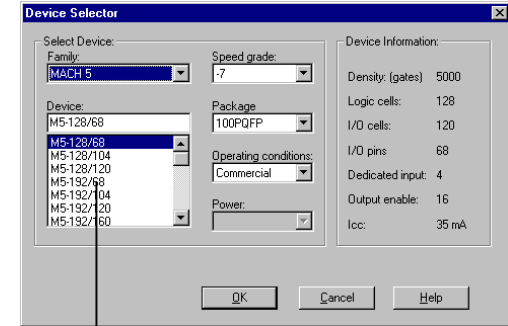 Device Selector
Select Device:
Family:
MACH 5
Speed grade:
-7
Device:
M5-128/68
M5-128/68
M5-128/104
M5-128/120
M5-192/68
M5-192/104
M5-192/120
M5-192/160
Package
100PQFP
Operating conditions:
Commercial
Power:
Device Information:
Density: (gates) 5000
Logic cells: 128
I/O cells: 120
I/O pins 68
Dedicated input: 4
Output enable: 16
Icc: 35 mA
OK
Cancel
Help